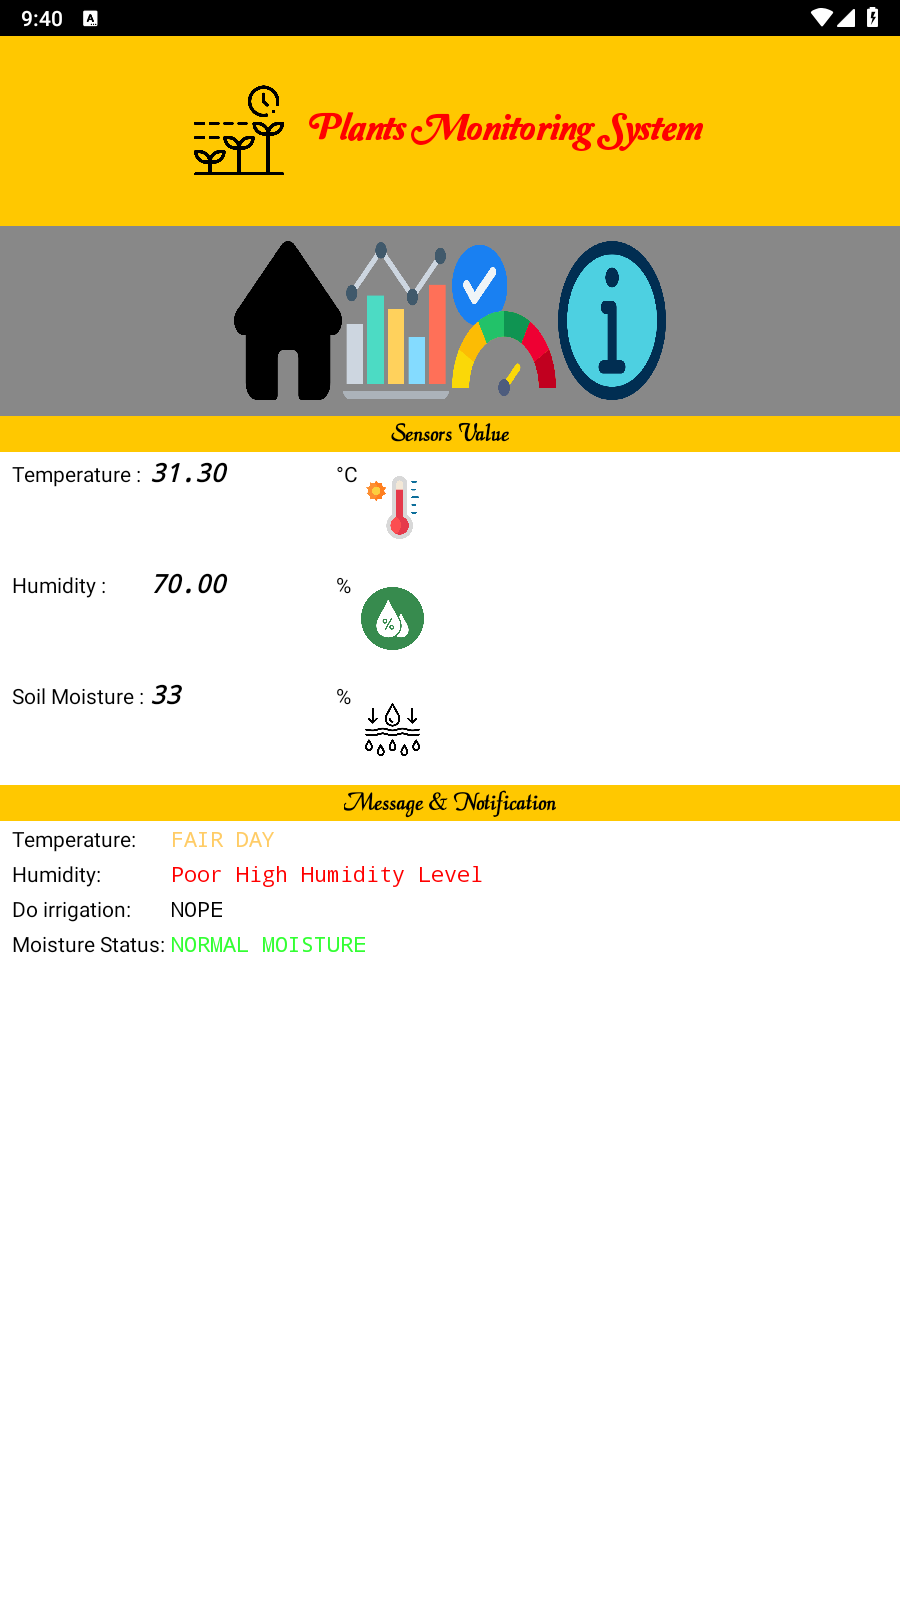 9:40
Plants Monitoring System
Sensors Value
Temperature : 31.30 °C
Humidity : 70.00 %
Soil Moisture : 33 %
Message & Notification
Temperature: FAIR DAY
Humidity: Poor High Humidity Level
Do irrigation: NOPE
Moisture Status: NORMAL MOISTURE